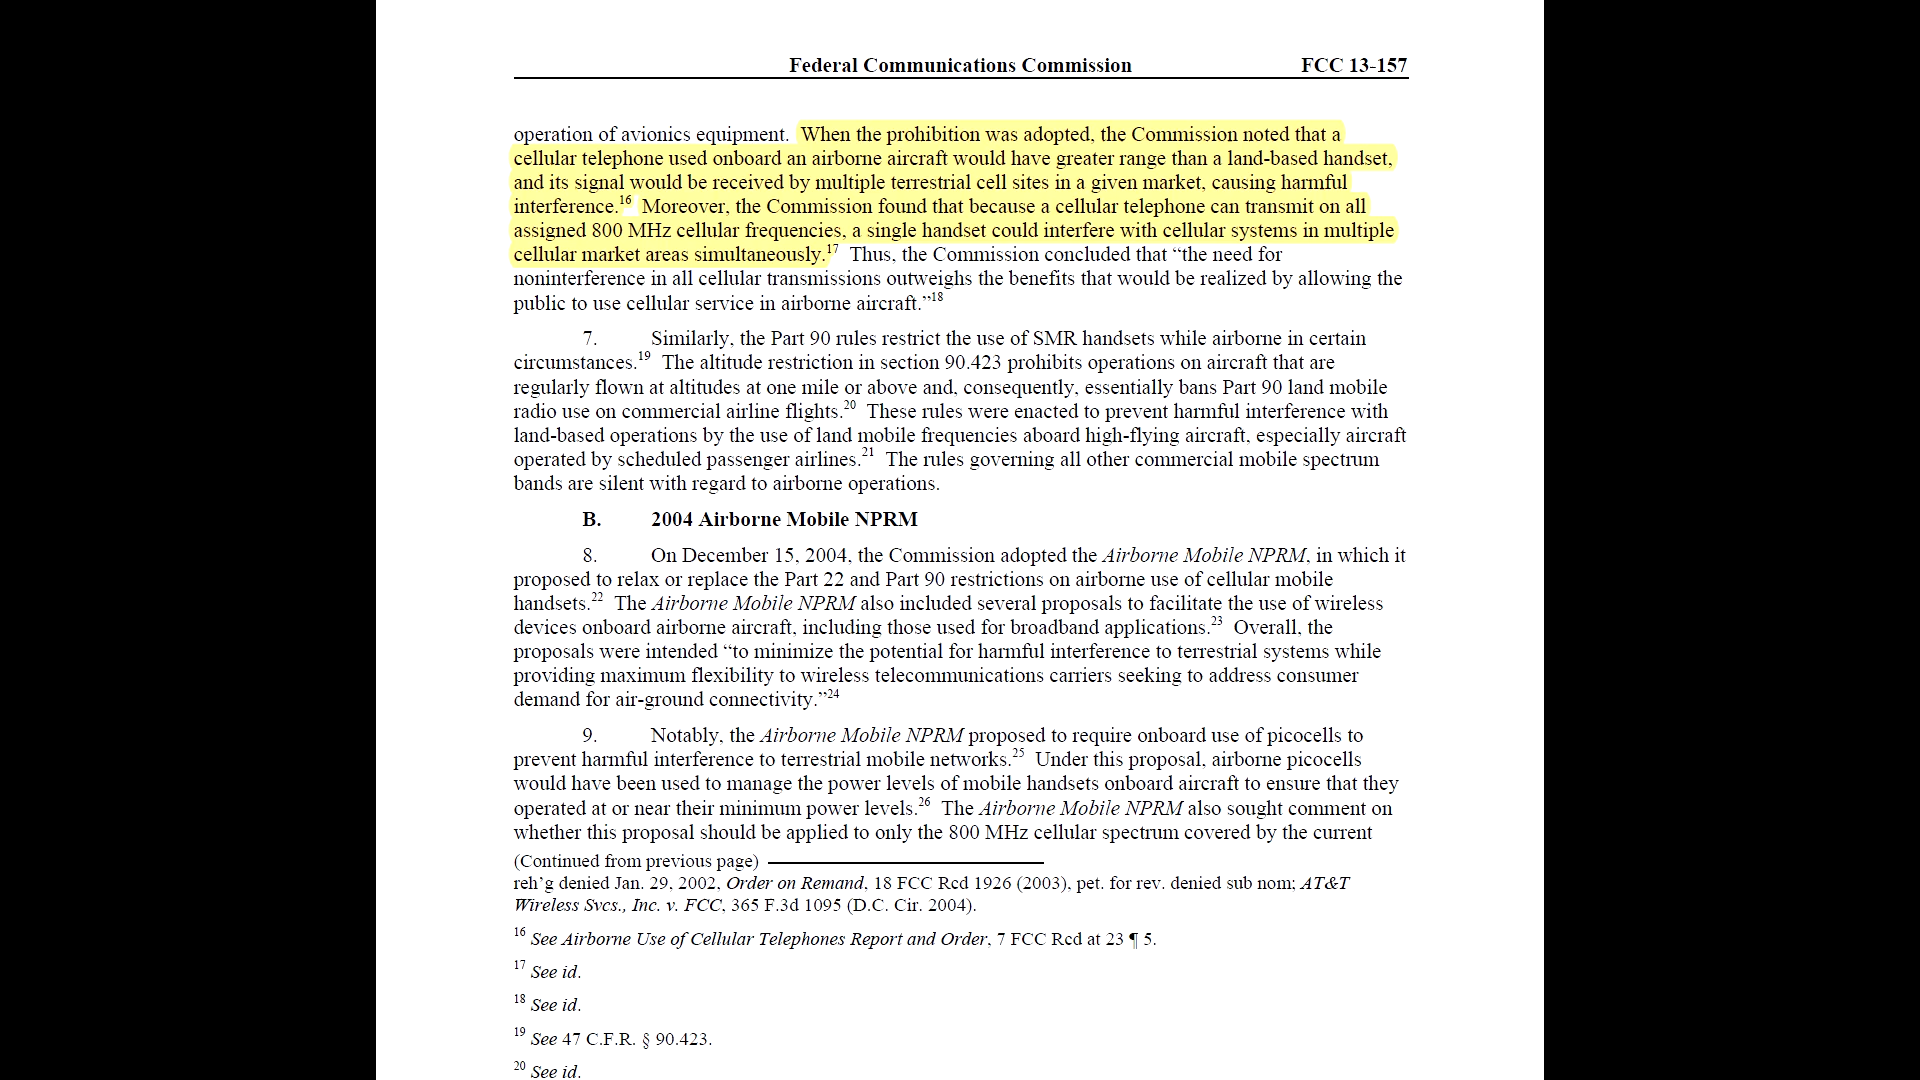 Federal Communications Commission FCC 13-157
operation of avionics equipment. When the prohibition was adopted, the Commission noted that a
cellular telephone used onboard an airborne aircraft would have greater range than a land-based handset,
and its signal would be received by multiple terrestrial cell sites in a given market, causing harmful
interference.16 Moreover, the Commission found that because a cellular telephone can transmit on all
assigned 800 MHz cellular frequencies, a single handset could interfere with cellular systems in multiple
cellular market areas simultaneously.17 Thus, the Commission concluded that “the need for
noninterference in all cellular transmissions outweighs the benefits that would be realized by allowing the
public to use cellular service in airborne aircraft.”18
7. Similarly, the Part 90 rules restrict the use of SMR handsets while airborne in certain
circumstances.19 The altitude restriction in section 90.423 prohibits operations on aircraft that are
regularly flown at altitudes at one mile or above and, consequently, essentially bans Part 90 land mobile
radio use on commercial airline flights.20 These rules were enacted to prevent harmful interference with
land-based operations by the use of land mobile frequencies aboard high-flying aircraft, especially aircraft
operated by scheduled passenger airlines.21 The rules governing all other commercial mobile spectrum
bands are silent with regard to airborne operations.
B. 2004 Airborne Mobile NPRM
8. On December 15, 2004, the Commission adopted the Airborne Mobile NPRM, in which it
proposed to relax or replace the Part 22 and Part 90 restrictions on airborne use of cellular mobile
handsets.22 The Airborne Mobile NPRM also included several proposals to facilitate the use of wireless
devices onboard airborne aircraft, including those used for broadband applications.23 Overall, the
proposals were intended “to minimize the potential for harmful interference to terrestrial systems while
providing maximum flexibility to wireless telecommunications carriers seeking to address consumer
demand for air-ground connectivity.”24
9. Notably, the Airborne Mobile NPRM proposed to require onboard use of picocells to
prevent harmful interference to terrestrial mobile networks.25 Under this proposal, airborne picocells
would have been used to manage the power levels of mobile handsets onboard aircraft to ensure that they
operated at or near their minimum power levels.26 The Airborne Mobile NPRM also sought comment on
whether this proposal should be applied to only the 800 MHz cellular spectrum covered by the current
(Continued from previous page)
reh’g denied Jan. 29, 2002, Order on Remand, 18 FCC Rcd 1926 (2003), pet. for rev. denied sub nom; AT&T
Wireless Svcs., Inc. v. FCC, 365 F.3d 1095 (D.C. Cir. 2004).
16 See Airborne Use of Cellular Telephones Report and Order, 7 FCC Rcd at 23 ¶ 5.
17 See id.
18 See id.
19 See 47 C.F.R. § 90.423.
20 See id.